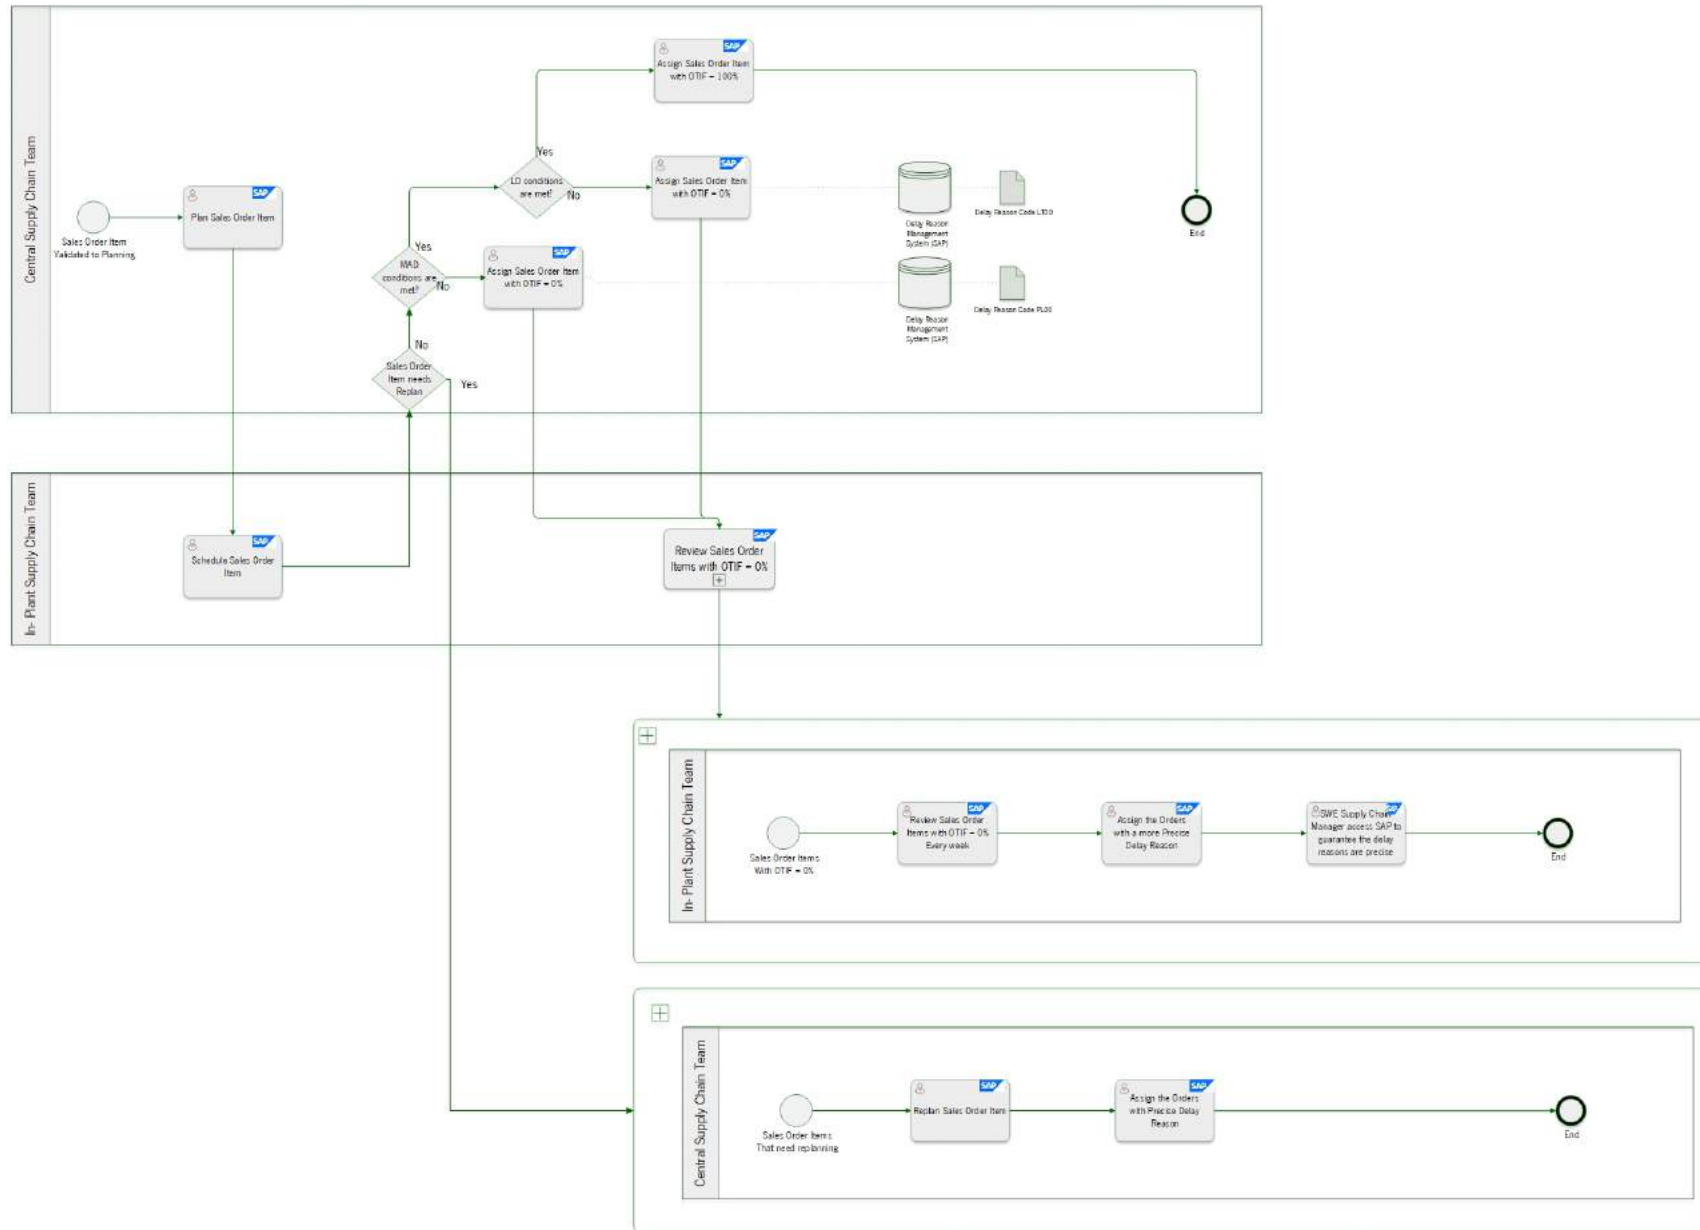 Central Supply Chain Team
Sales Order Item
Validated to Planning
SAP
Plan Sales Order Item
SAP
Assign Sales Order Item
with OTIF = 100%
Yes
LO conditions
are met?
No
SAP
Assign Sales Order Item
with OTIF = 0%
Yes
MAD
conditions are
met?
No
SAP
Assign Sales Order Item
with OTIF = 0%
No
Sales Order
Item needs
Replan
Yes
Delay Reason
Management
System (SAP)
Delay Reason Code LT00
Delay Reason
Management
System (SAP)
Delay Reason Code PL00
End
In- Plant Supply Chain Team
SAP
Schedule Sales Order
Item
SAP
Review Sales Order
Items with OTIF = 0%
In- Plant Supply Chain Team
Sales Order Items
With OTIF = 0%
SAP
Review Sales Order
Items with OTIF = 0%
Every week
SAP
Assign the Orders
with a more Precise
Delay Reason
SAP
SWE Supply Chain
Manager access SAP to
guarantee the delay
reasons are precise
End
Central Supply Chain Team
Sales Order Items
That need replanning
SAP
Replan Sales Order Item
SAP
Assign the Orders
with Precise Delay
Reason
End